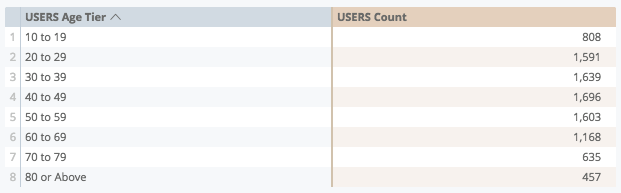 USERS Age Tier USERS Count
1 10 to 19 808
2 20 to 29 1,591
3 30 to 39 1,639
4 40 to 49 1,696
5 50 to 59 1,603
6 60 to 69 1,168
7 70 to 79 635
8 80 or Above 457